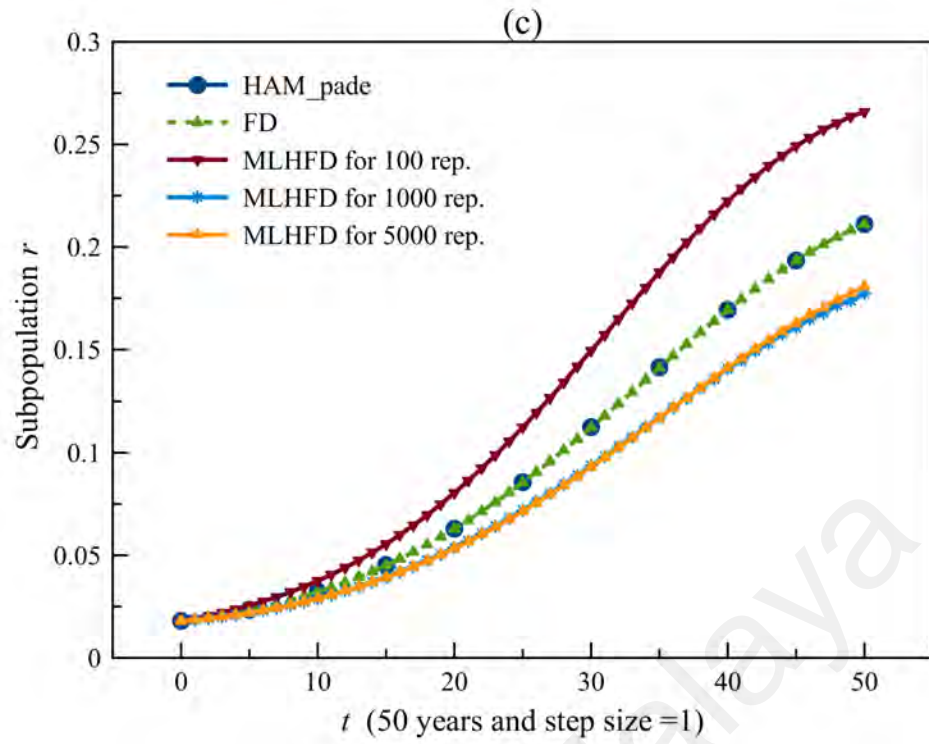 (c)
0.3
0.25
0.2
0.15
0.1
0.05
0
Subpopulation r
HAM_pade
FD
MLHFD for 100 rep.
MLHFD for 1000 rep.
MLHFD for 5000 rep.
0 10 20 30 40 50
t (50 years and step size =1)
alaya